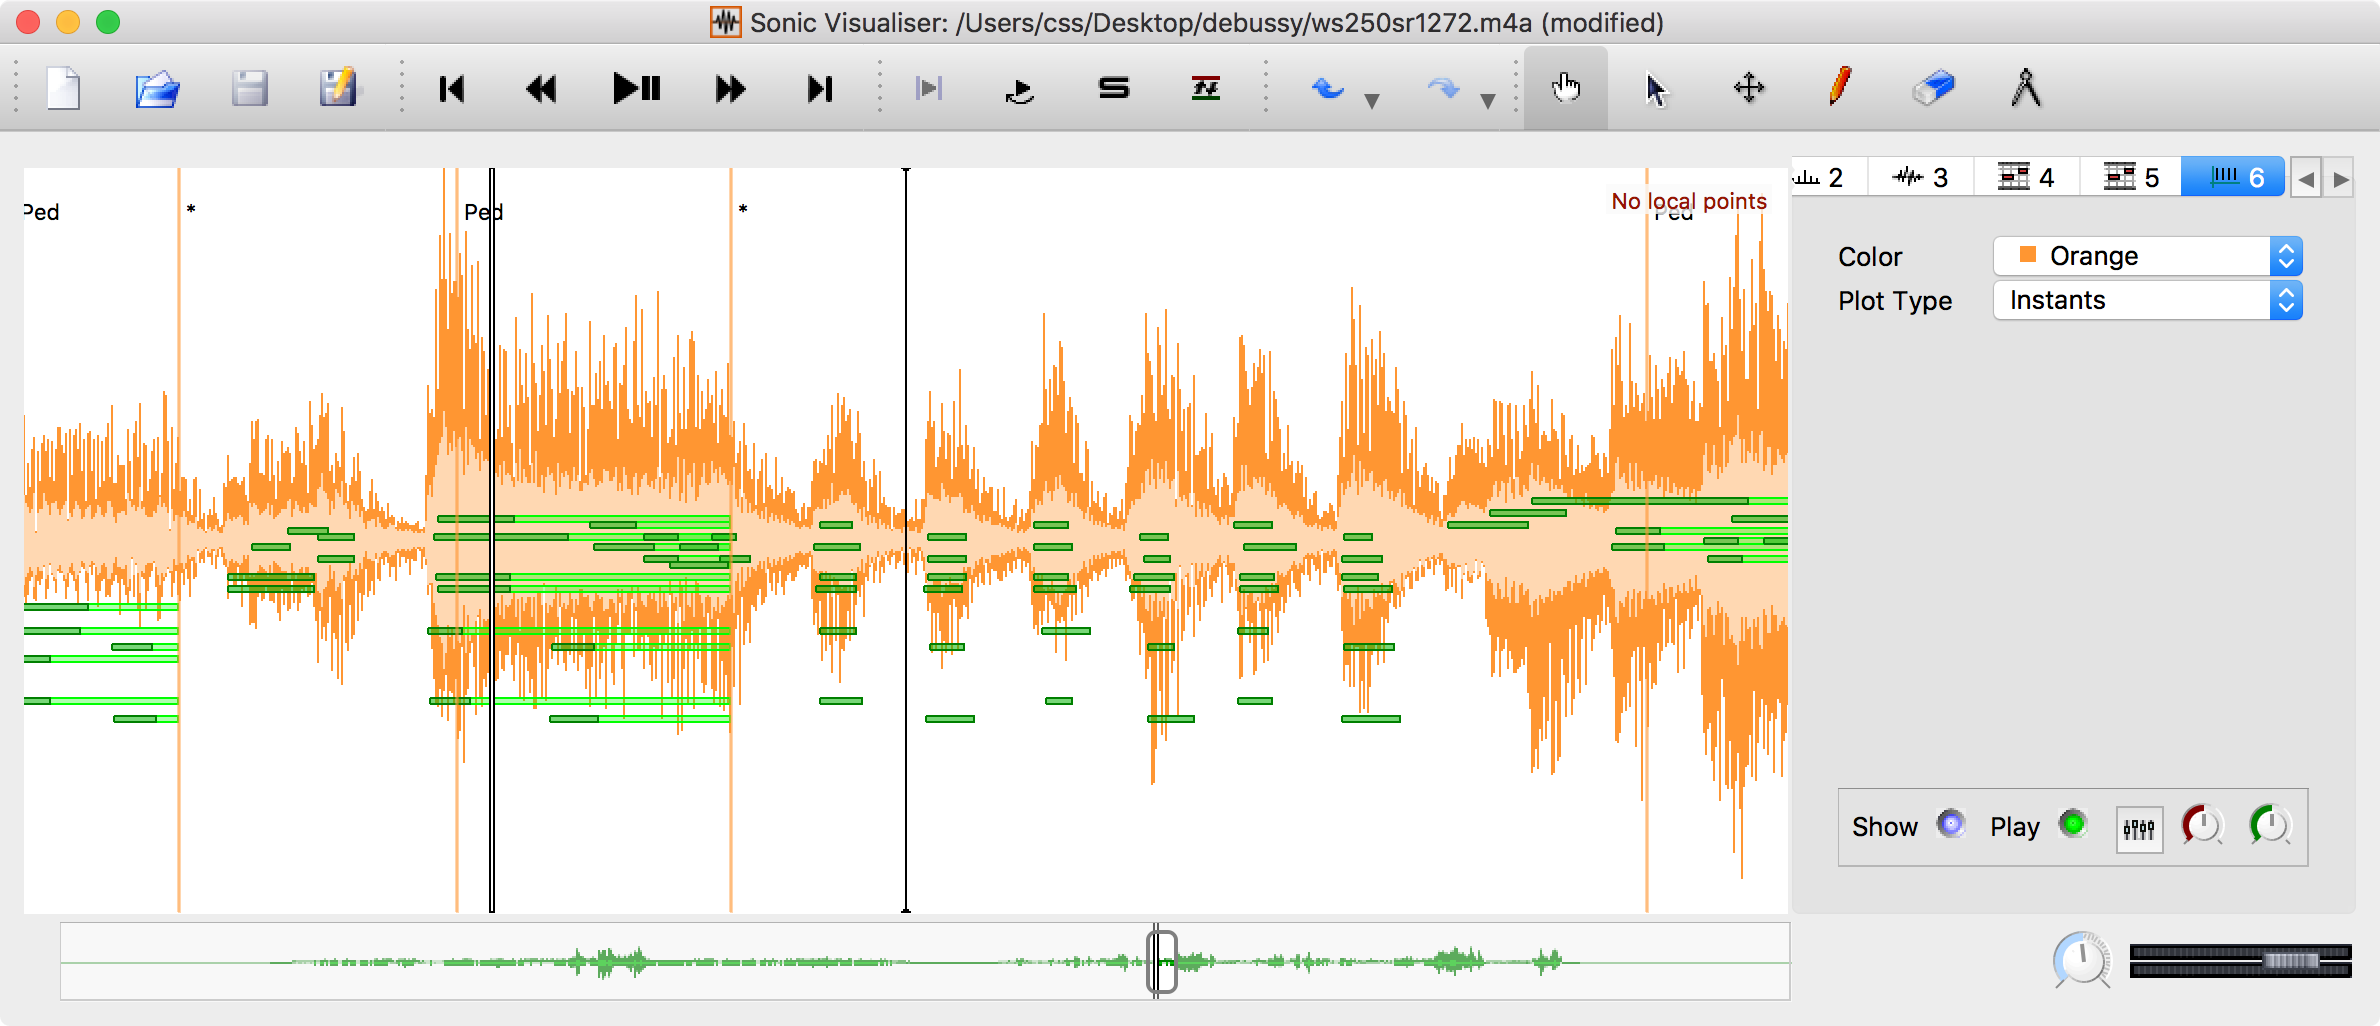 Sonic Visualiser: /Users/css/Desktop/debussy/ws250sr1272.m4a (modified)
2 3 4 5 6
Ped * Ped * Ped
No local points
Color Orange
Plot Type Instants
Show Play